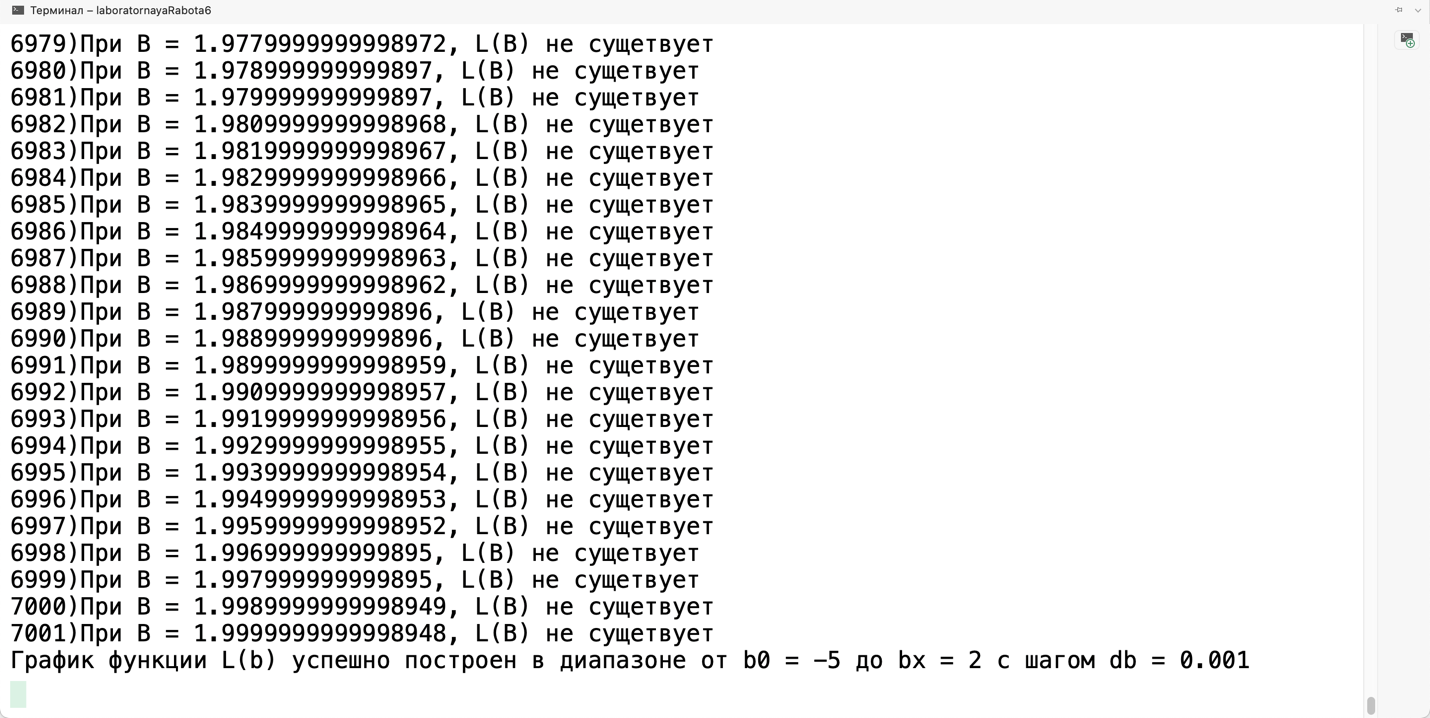 Терминал – laboratornayaRabota6
6979)При B = 1.9779999999998972, L(B) не сущетвует
6980)При B = 1.978999999999897, L(B) не сущетвует
6981)При B = 1.979999999999897, L(B) не сущетвует
6982)При B = 1.9809999999998968, L(B) не сущетвует
6983)При B = 1.9819999999998967, L(B) не сущетвует
6984)При B = 1.9829999999998966, L(B) не сущетвует
6985)При B = 1.9839999999998965, L(B) не сущетвует
6986)При B = 1.9849999999998964, L(B) не сущетвует
6987)При B = 1.9859999999998963, L(B) не сущетвует
6988)При B = 1.9869999999998962, L(B) не сущетвует
6989)При B = 1.987999999999896, L(B) не сущетвует
6990)При B = 1.988999999999896, L(B) не сущетвует
6991)При B = 1.9899999999998959, L(B) не сущетвует
6992)При B = 1.9909999999998957, L(B) не сущетвует
6993)При B = 1.9919999999998956, L(B) не сущетвует
6994)При B = 1.9929999999998955, L(B) не сущетвует
6995)При B = 1.9939999999998954, L(B) не сущетвует
6996)При B = 1.9949999999998953, L(B) не сущетвует
6997)При B = 1.9959999999998952, L(B) не сущетвует
6998)При B = 1.996999999999895, L(B) не сущетвует
6999)При B = 1.997999999999895, L(B) не сущетвует
7000)При B = 1.9989999999998949, L(B) не сущетвует
7001)При B = 1.9999999999998948, L(B) не сущетвует
График функции L(b) успешно построен в диапазоне от b0 = -5 до bx = 2 с шагом db = 0.001